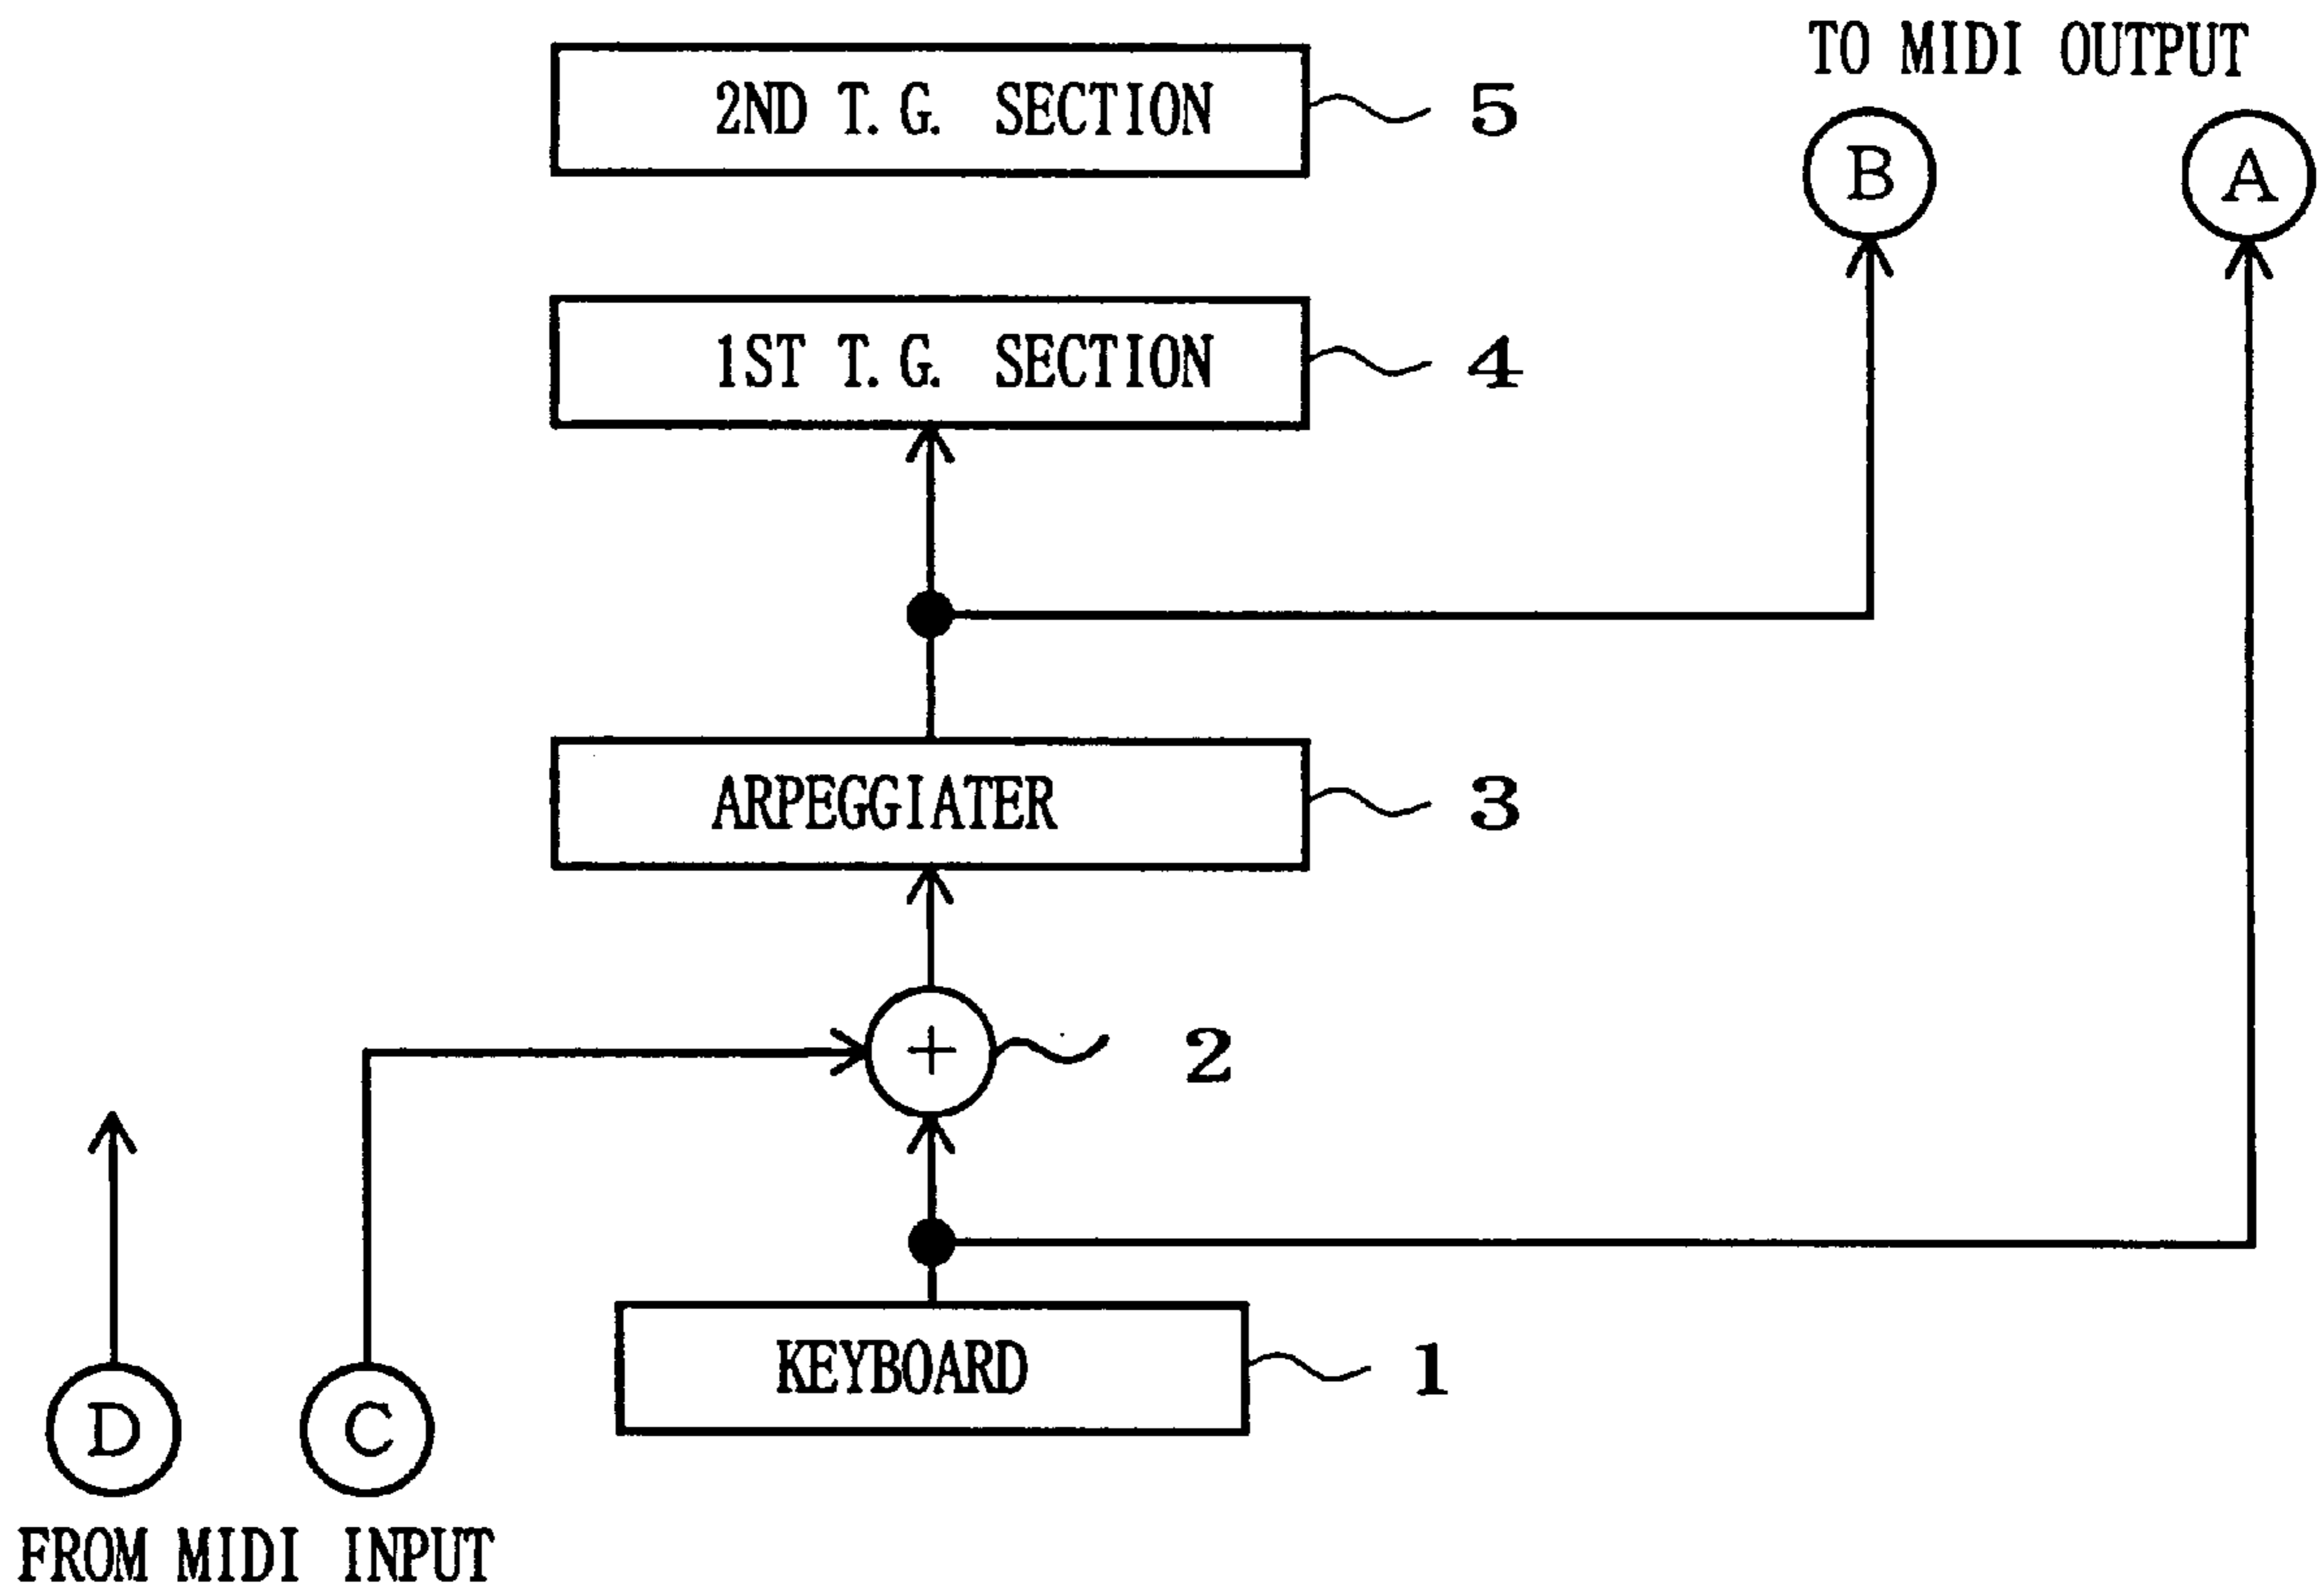 TO MIDI OUTPUT
2ND T. G. SECTION 5
B A
1ST T. G. SECTION 4
ARPEGGIATER 3
+ 2
KEYBOARD 1
D C
FROM MIDI INPUT